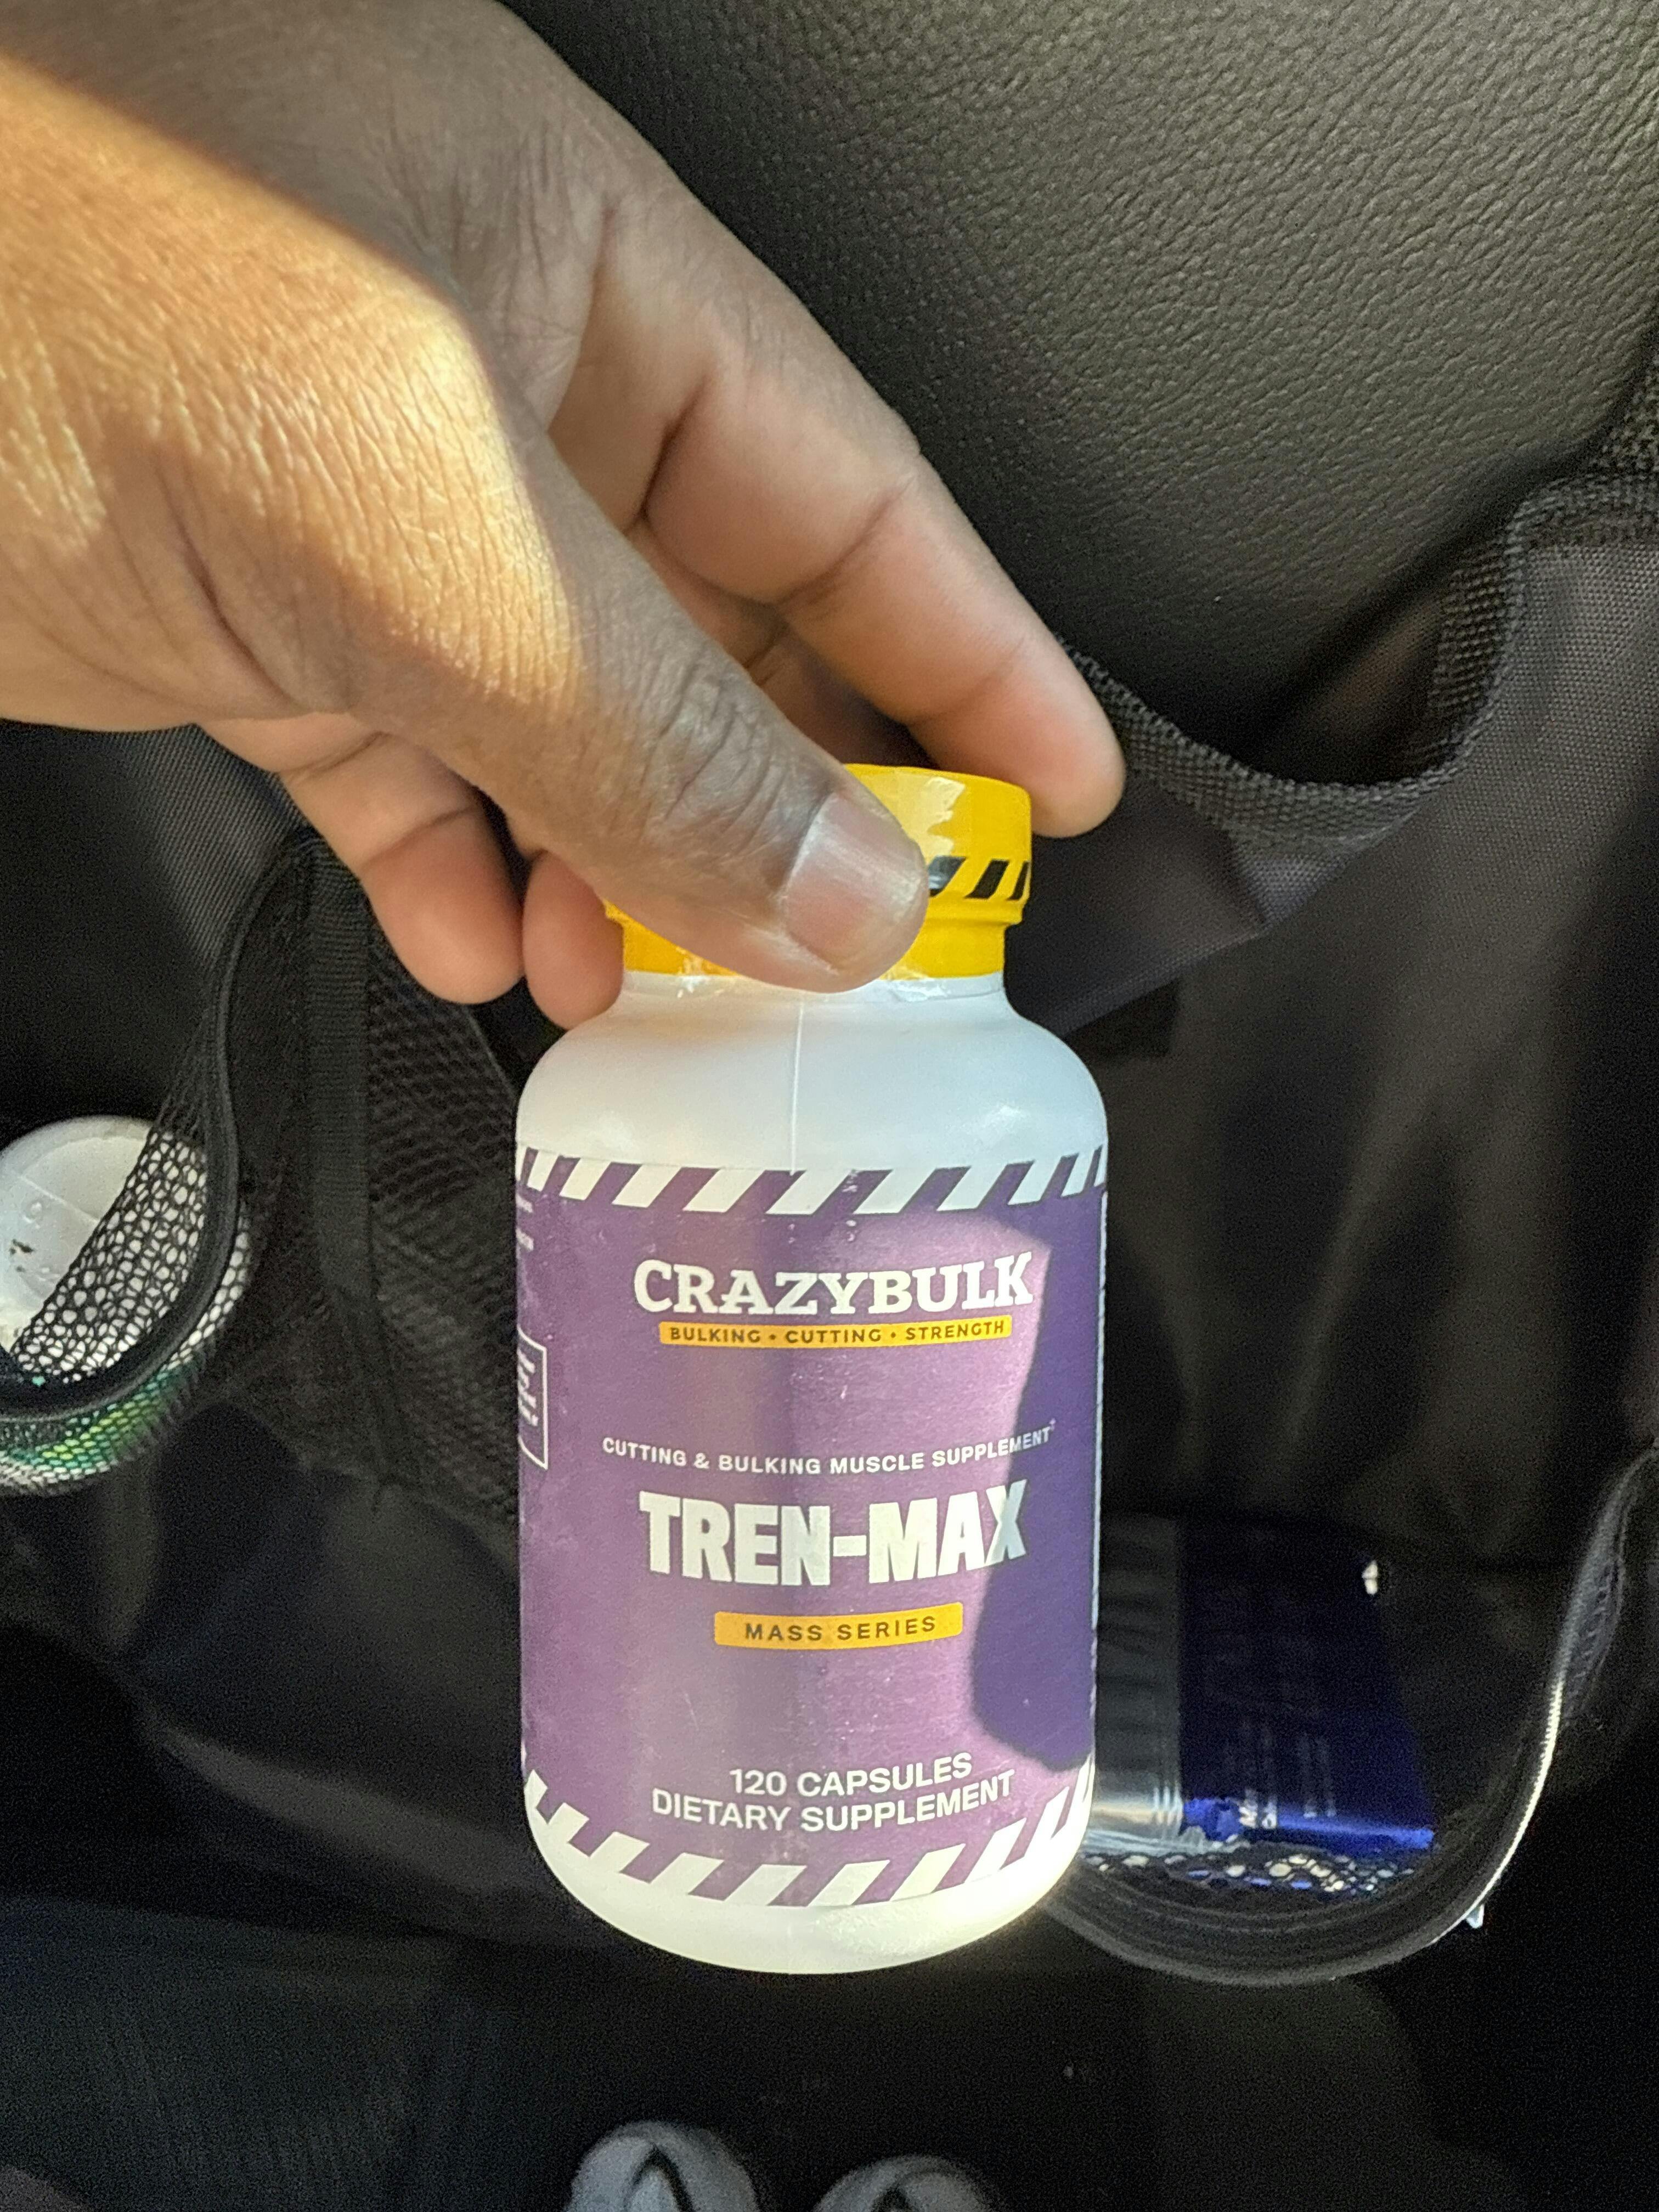 CRAZYBULK
BULKING • CUTTING • STRENGTH
CUTTING & BULKING MUSCLE SUPPLEMENT
TREN-MAX
MASS SERIES
120 CAPSULES
DIETARY SUPPLEMENT